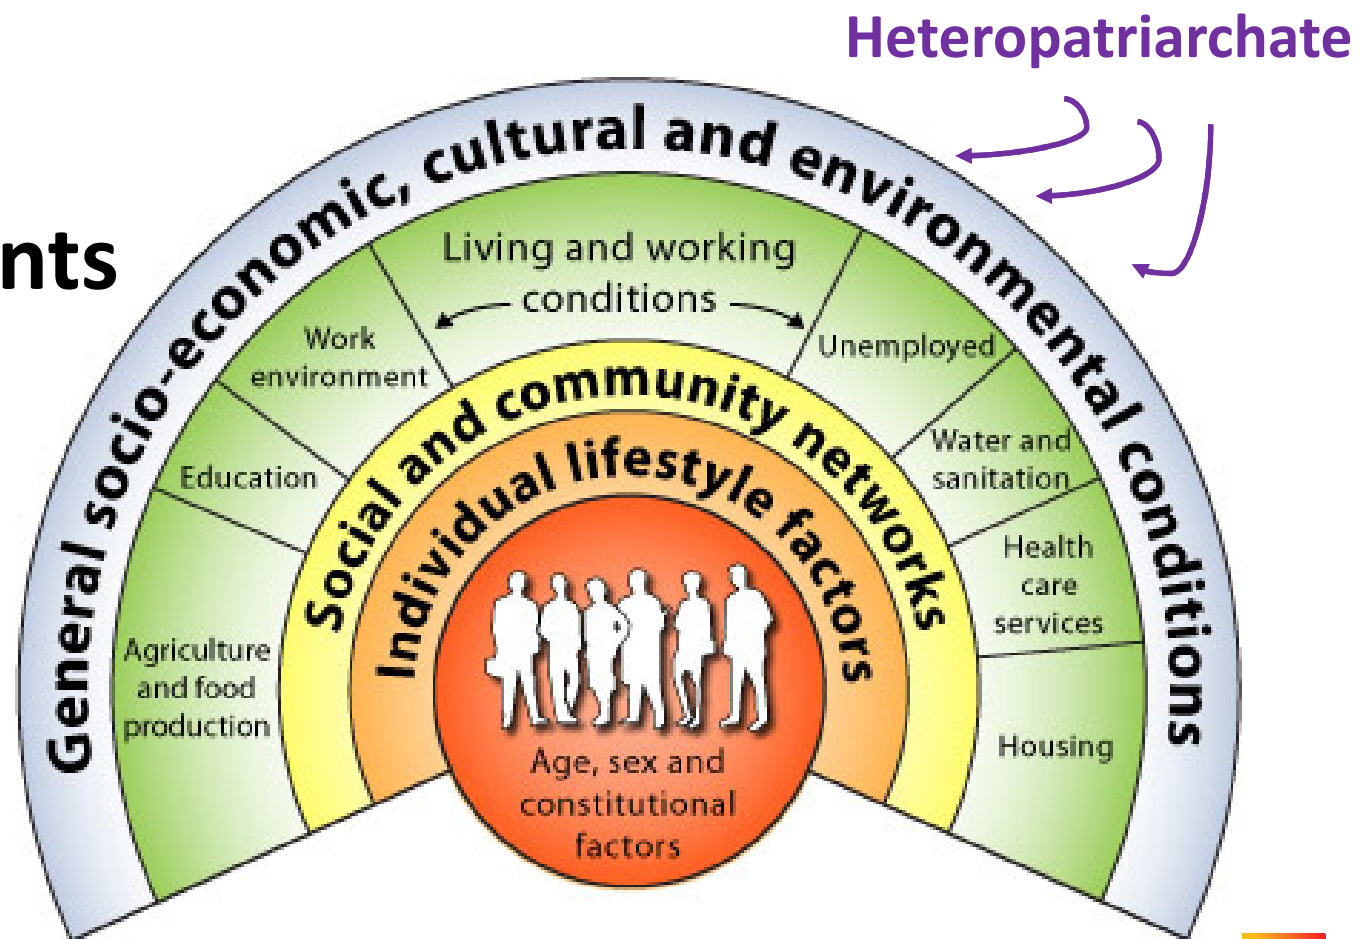 Heteropatriarchate
nts
General socio-economic, cultural and environmental conditions
Living and working
conditions
Work
environment
Unemployed
Education
Water and
sanitation
Agriculture
and food
production
Health
care
services
Housing
Social and community networks
Individual lifestyle factors
Age, sex and
constitutional
factors